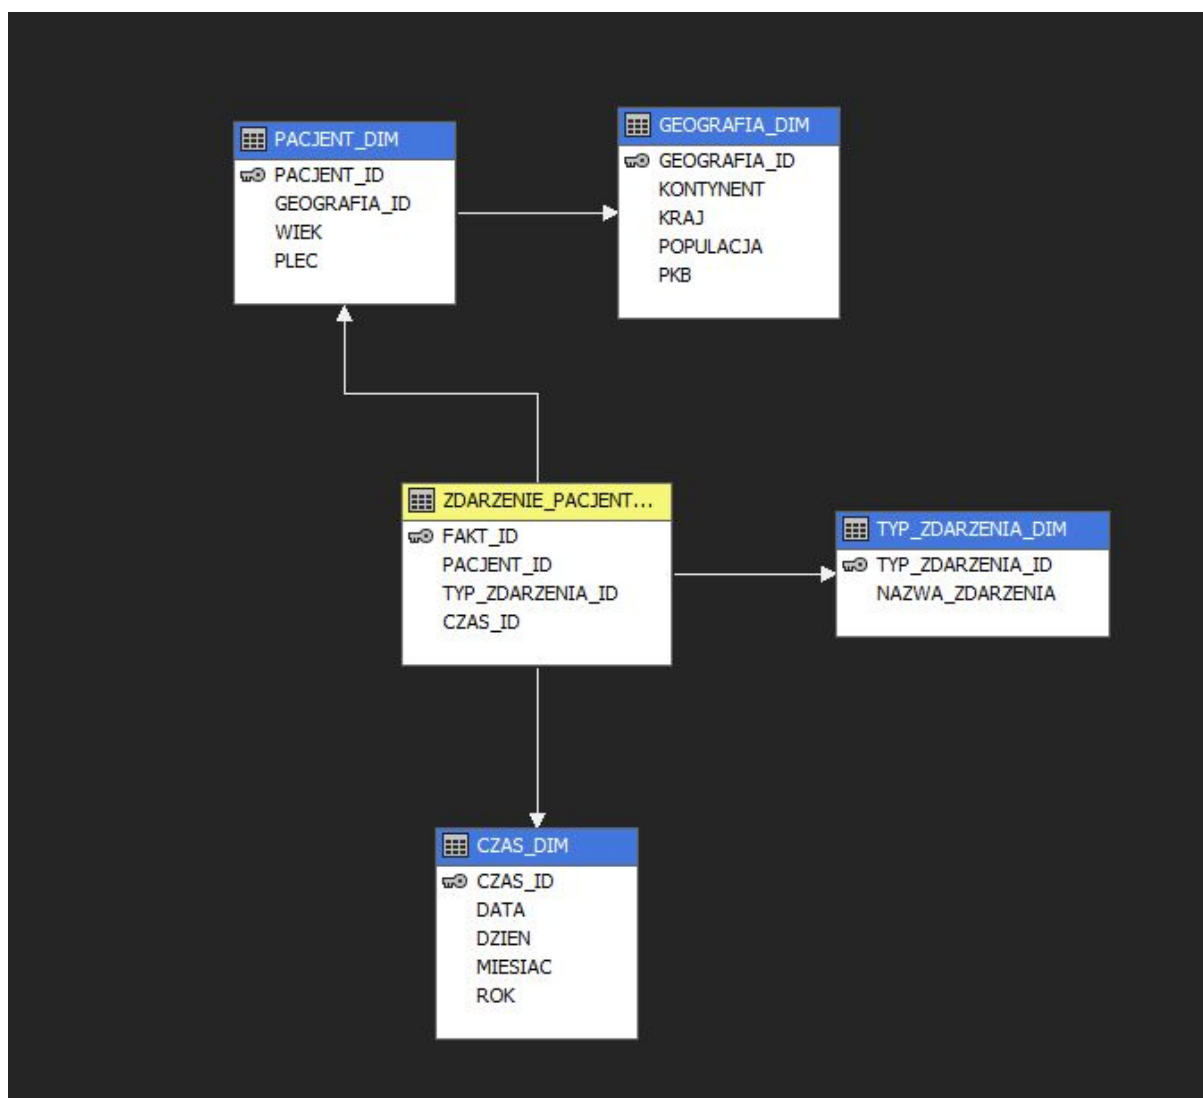 PACJENT_DIM
PACJENT_ID
GEOGRAFIA_ID
WIEK
PLEC
GEOGRAFIA_DIM
GEOGRAFIA_ID
KONTYNENT
KRAJ
POPULACJA
PKB
ZDARZENIE_PACJENT...
FAKT_ID
PACJENT_ID
TYP_ZDARZENIA_ID
CZAS_ID
TYP_ZDARZENIA_DIM
TYP_ZDARZENIA_ID
NAZWA_ZDARZENIA
CZAS_DIM
CZAS_ID
DATA
DZIEN
MIESIAC
ROK